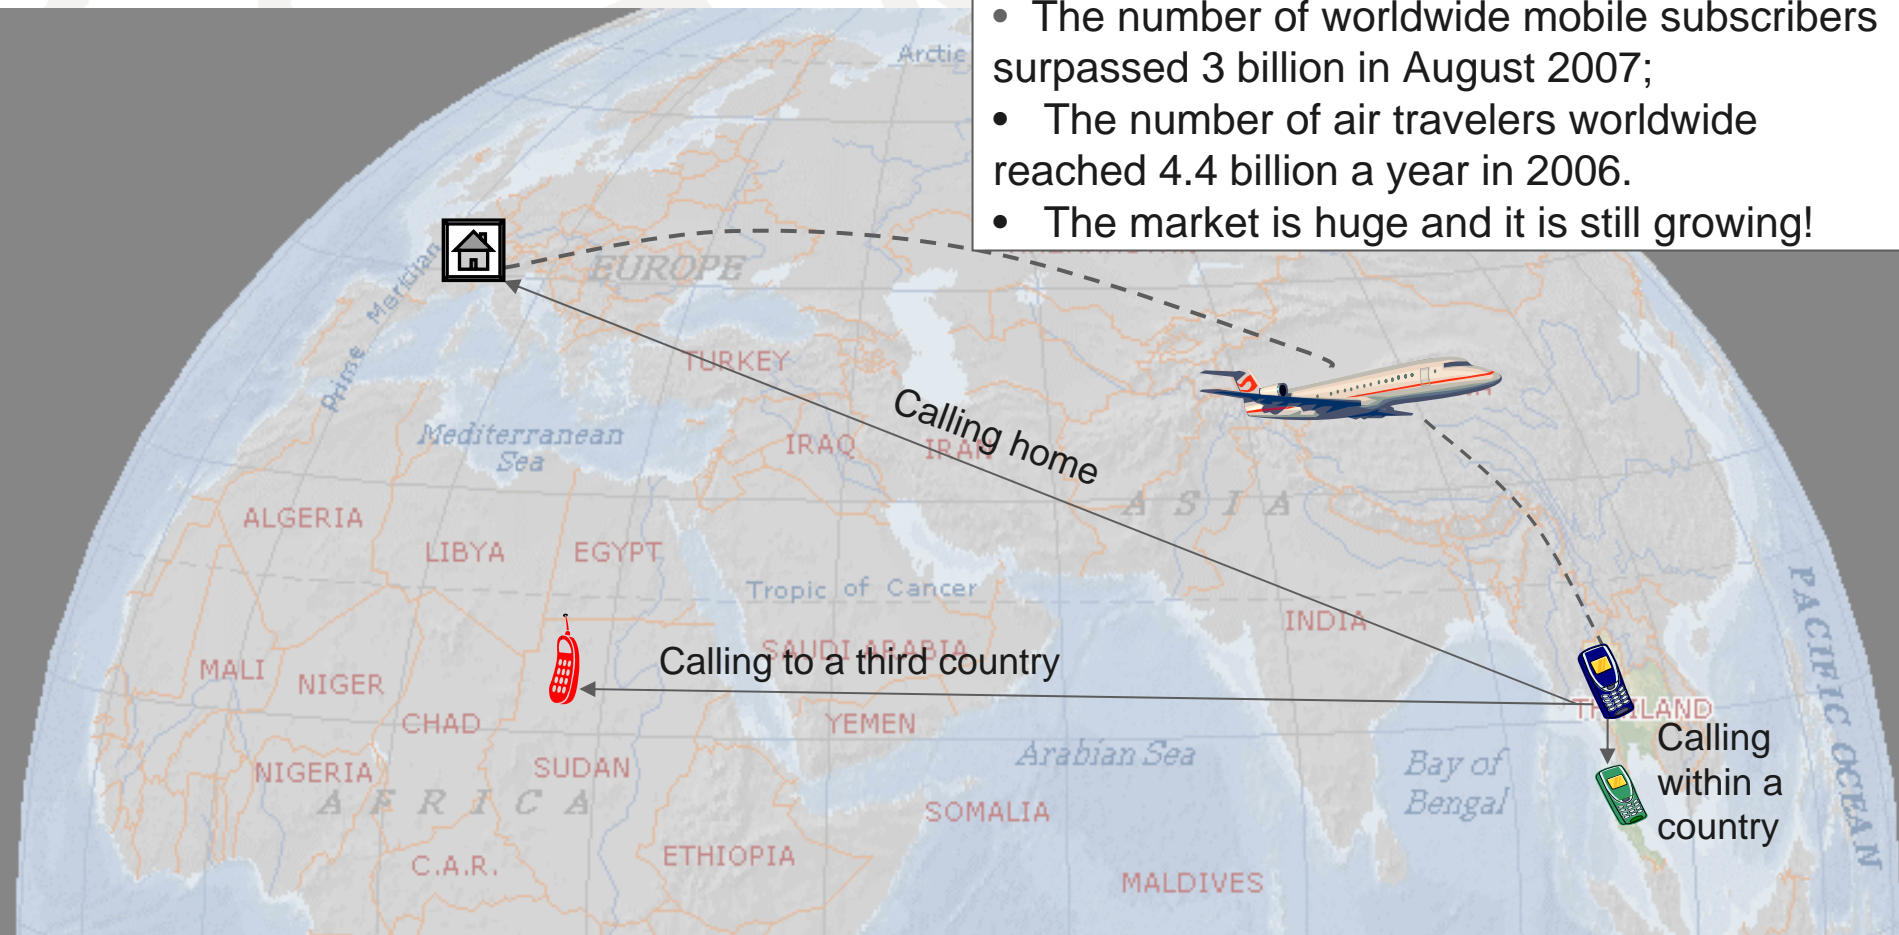 • The number of worldwide mobile subscribers
surpassed 3 billion in August 2007;
• The number of air travelers worldwide
reached 4.4 billion a year in 2006.
• The market is huge and it is still growing!
Arctic
Meridian
Prime
EUROPE
TURKEY
Calling home
Mediterranean
Sea
IRAQ
IRAN
ASIA
ALGERIA
LIBYA
EGYPT
Tropic of Cancer
INDIA
PACIFIC OCEAN
SAUDI ARABIA
Calling to a third country
MALI
NIGER
CHAD
YEMEN
THAILAND
Calling
within a
country
NIGERIA
SUDAN
Arabian Sea
Bay of
Bengal
AFRICA
SOMALIA
C.A.R.
ETHIOPIA
MALDIVES